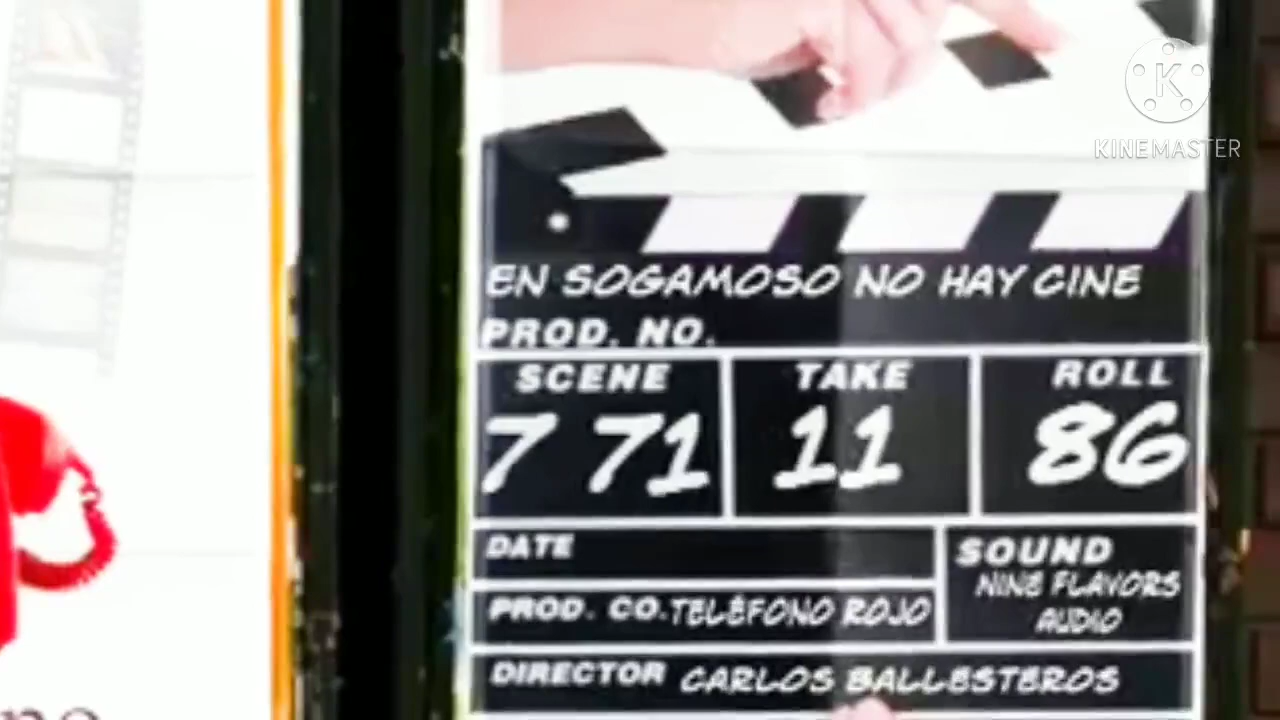 KINEMASTER
EN SOGAMOSO NO HAY CINE
PROD. NO.
SCENE TAKE ROLL
7 71 11 86
DATE
SOUND
NINE FLAVORS
AUDIO
PROD. CO. TELÉFONO ROJO
DIRECTOR CARLOS BALLESTEROS